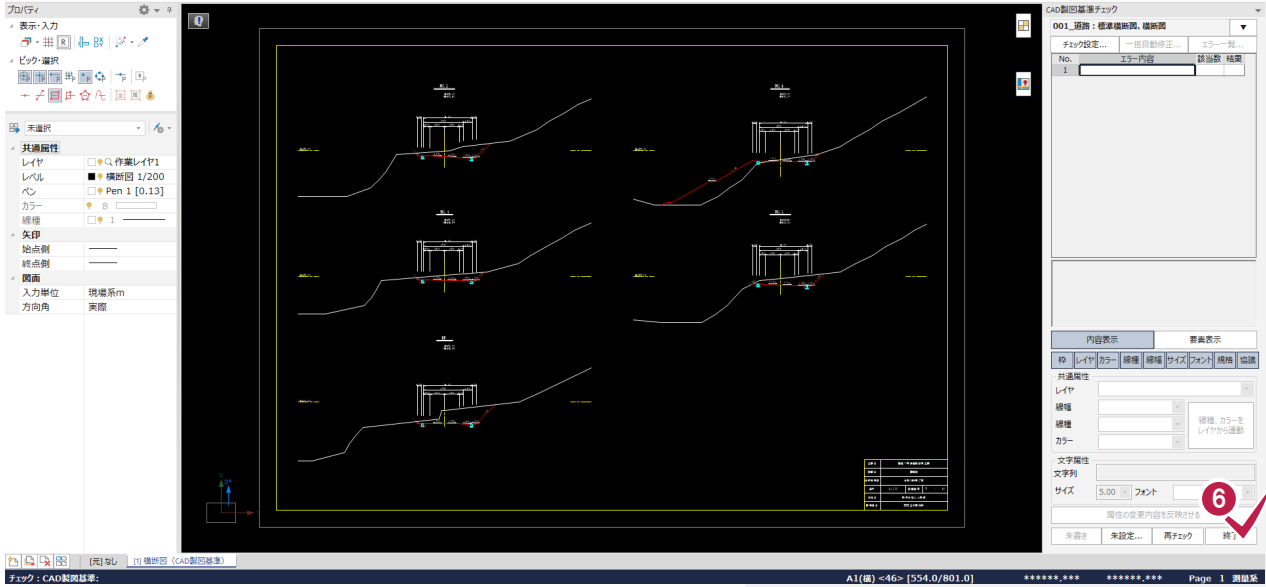 プロパティ
表示・入力
ピック・選択
未選択
共通属性
レイヤ 作業レイヤ1
レベル 横断図 1/200
ペン Pen 1 [0.13]
カラー 8
線種 1
矢印
始点側
終点側
図面
入力単位 現場系m
方向角 実際
CAD製図基準チェック
001_道路：標準横断図、横断図
チェック設定... 一括自動修正... エラー一覧...
No. エラー内容 該当数 結果
1
内容表示 要素表示
枠 レイヤ カラー 線種 線幅 サイズ フォント 規格 協議
共通属性
レイヤ
線幅
線種
カラー
線種、カラーを
レイヤから連動
文字属性
文字列
サイズ 5.00 フォント
属性の変更内容を反映させる
6
朱書き 朱設定... 再チェック 終了
[元] なし [1] 横断図（CAD製図基準）
チェック：CAD製図基準:
A1(横) <46> [554.0/801.0] ******.*** ******.*** Page 1 測量系